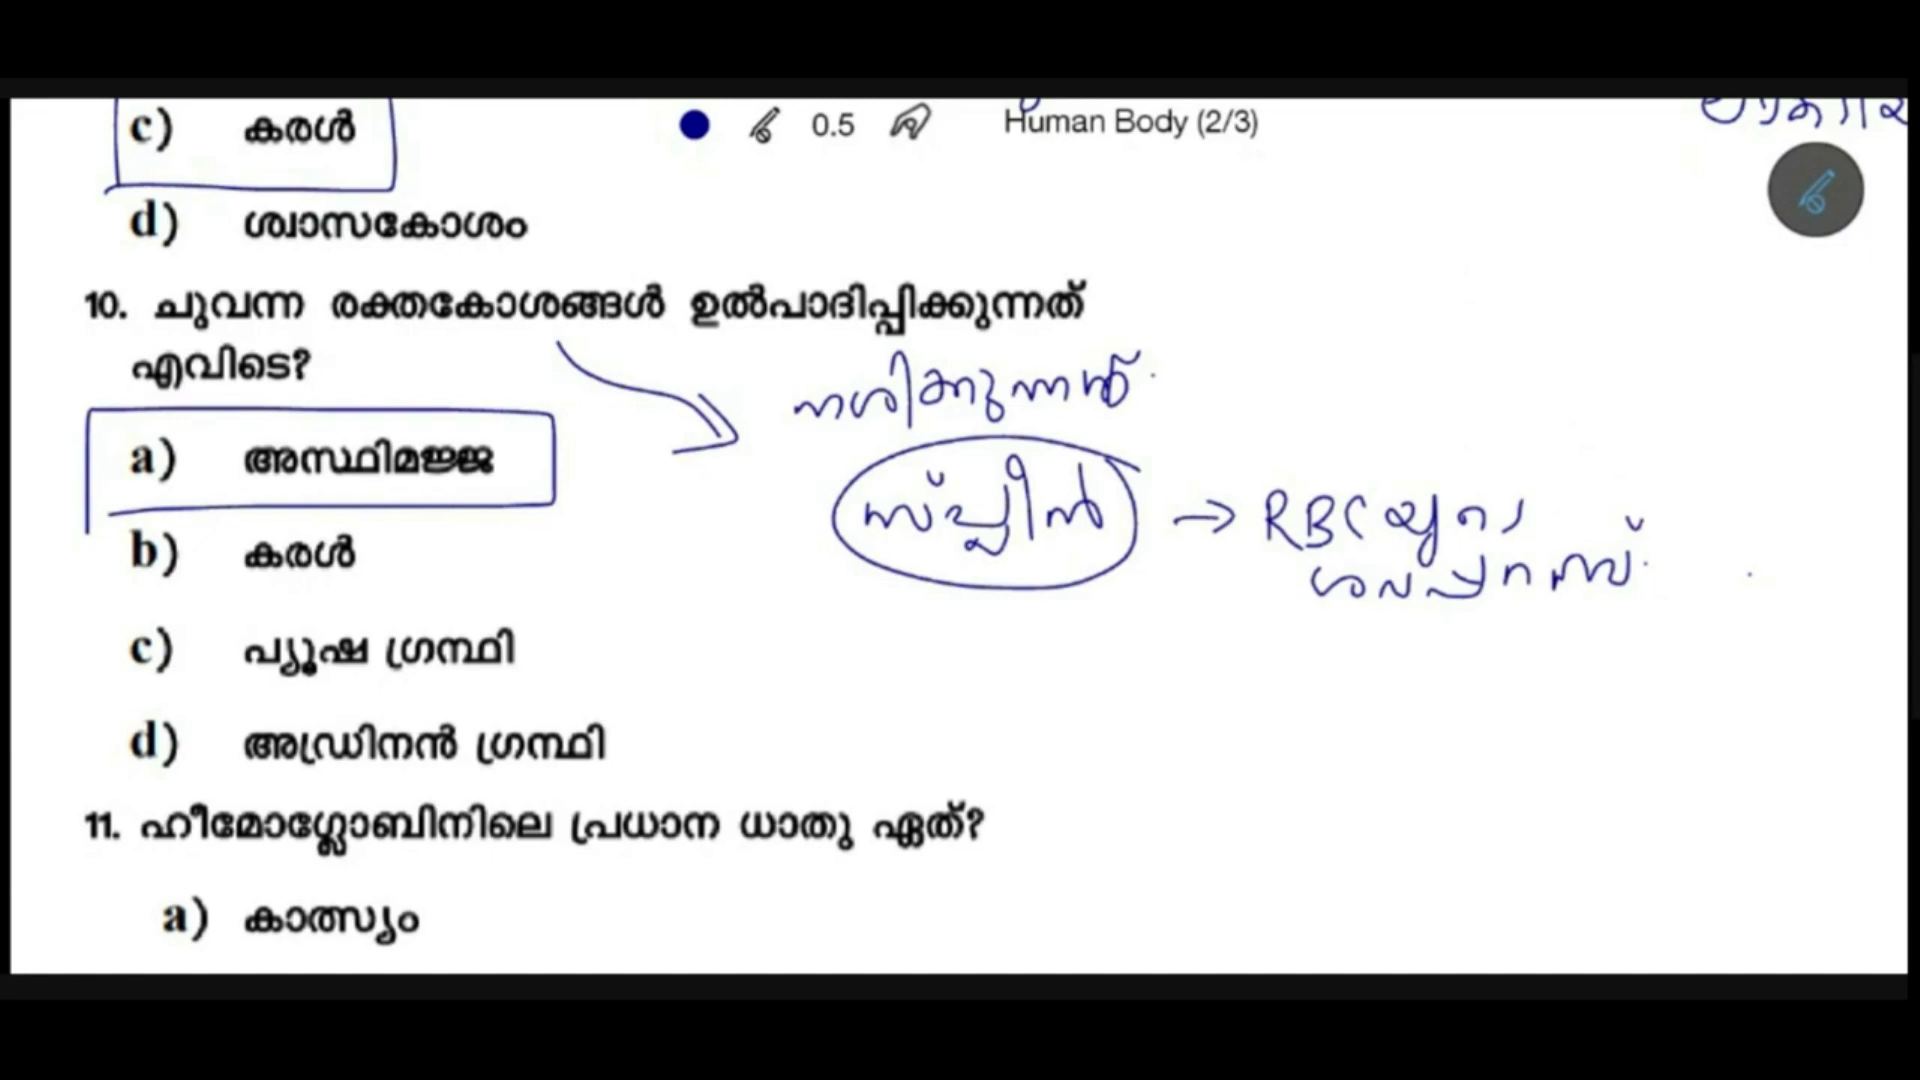 c) കരൾ
0.5 Human Body (2/3)
d) ശ്വാസകോശം
10. ചുവന്ന രക്തകോശങ്ങൾ ഉൽപാദിപ്പിക്കുന്നത്
എവിടെ?
നശിക്കുന്നത്
a) അസ്ഥിമജ്ജ
സ്പ്ലീൻ → RBC യുടെ
ശവപ്പറമ്പ്
b) കരൾ
c) പിയൂഷ ഗ്രന്ഥി
d) അഡ്രിനൻ ഗ്രന്ഥി
11. ഹീമോഗ്ലോബിനിലെ പ്രധാന ധാതു ഏത്?
a) കാത്സ്യം